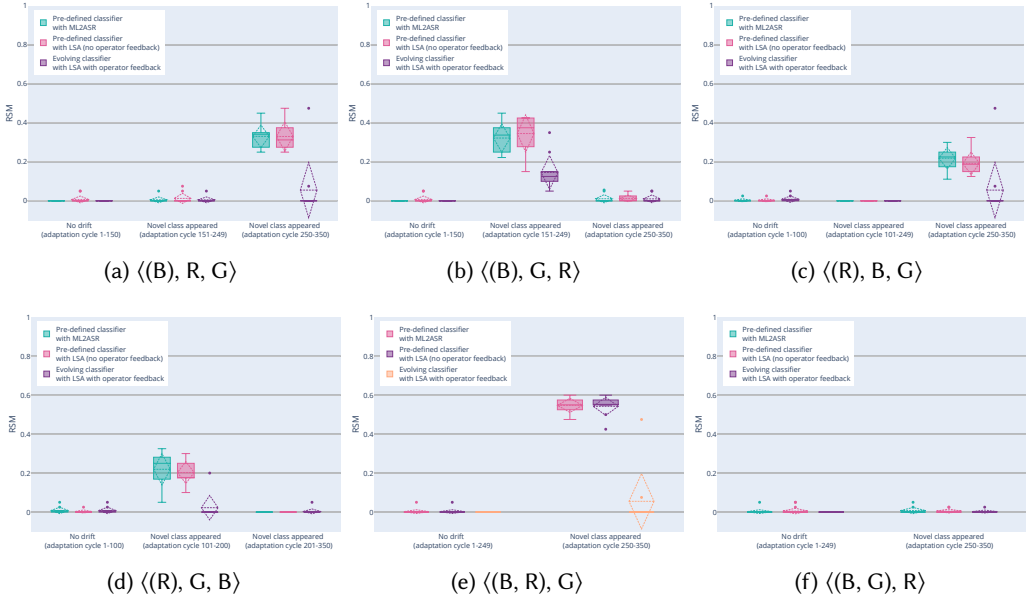 1
0.8
0.6
0.4
0.2
0
RSM
Pre-defined classifier
with ML2ASR
Pre-defined classifier
with LSA (no operator feedback)
Evolving classifier
with LSA with operator feedback
No drift
(adaptation cycle 1-150)
Novel class appeared
(adaptation cycle 151-249)
Novel class appeared
(adaptation cycle 250-350)
(a) ⟨(B), R, G⟩
1
0.8
0.6
0.4
0.2
0
RSM
Pre-defined classifier
with ML2ASR
Pre-defined classifier
with LSA (no operator feedback)
Evolving classifier
with LSA with operator feedback
No drift
(adaptation cycle 1-150)
Novel class appeared
(adaptation cycle 151-249)
Novel class appeared
(adaptation cycle 250-350)
(b) ⟨(B), G, R⟩
1
0.8
0.6
0.4
0.2
0
RSM
Pre-defined classifier
with ML2ASR
Pre-defined classifier
with LSA (no operator feedback)
Evolving classifier
with LSA with operator feedback
No drift
(adaptation cycle 1-100)
Novel class appeared
(adaptation cycle 101-249)
Novel class appeared
(adaptation cycle 250-350)
(c) ⟨(R), B, G⟩
1
0.8
0.6
0.4
0.2
0
RSM
Pre-defined classifier
with ML2ASR
Pre-defined classifier
with LSA (no operator feedback)
Evolving classifier
with LSA with operator feedback
No drift
(adaptation cycle 1-100)
Novel class appeared
(adaptation cycle 101-200)
Novel class appeared
(adaptation cycle 201-350)
(d) ⟨(R), G, B⟩
1
0.8
0.6
0.4
0.2
0
RSM
Pre-defined classifier
with ML2ASR
Pre-defined classifier
with LSA (no operator feedback)
Evolving classifier
with LSA with operator feedback
No drift
(adaptation cycle 1-249)
Novel class appeared
(adaptation cycle 250-350)
(e) ⟨(B, R), G⟩
1
0.8
0.6
0.4
0.2
0
RSM
Pre-defined classifier
with ML2ASR
Pre-defined classifier
with LSA (no operator feedback)
Evolving classifier
with LSA with operator feedback
No drift
(adaptation cycle 1-249)
Novel class appeared
(adaptation cycle 250-350)
(f) ⟨(B, G), R⟩